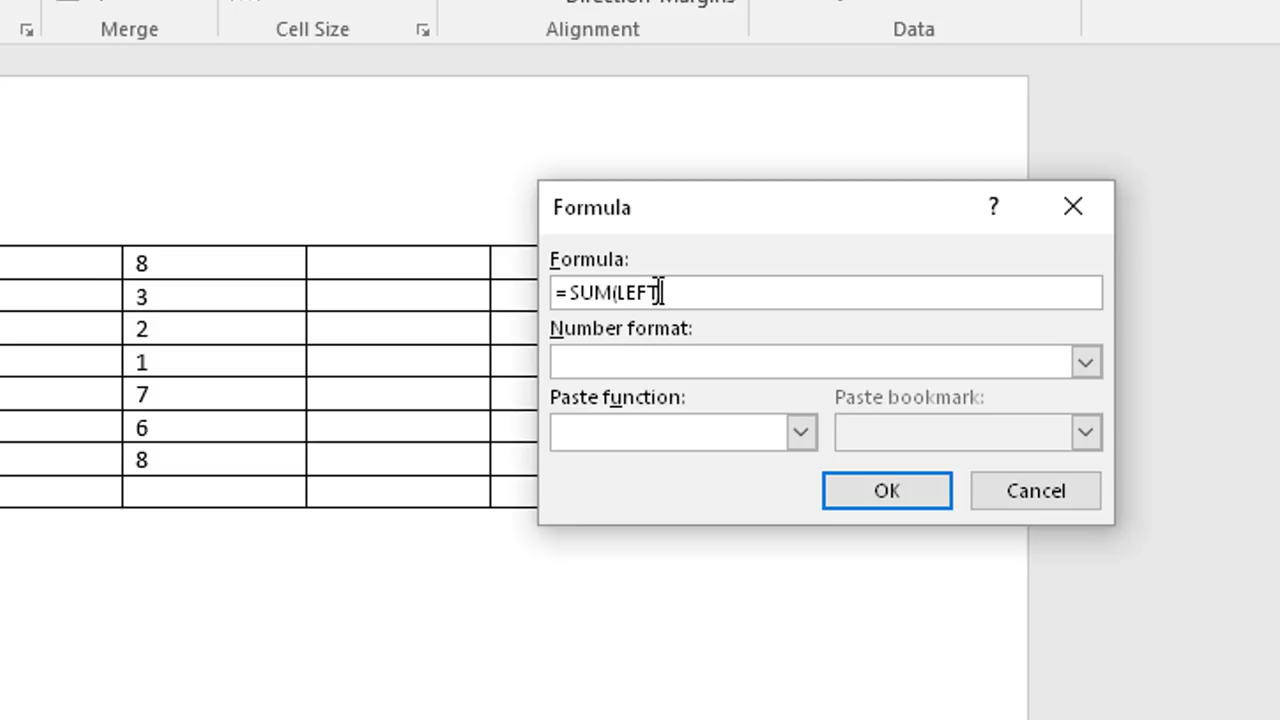 Direction Margins
Merge
Cell Size
Alignment
Data
Formula
?
Formula:
=SUM(LEFT)
Number format:
Paste function:
Paste bookmark:
OK
Cancel
8
3
2
1
7
6
8